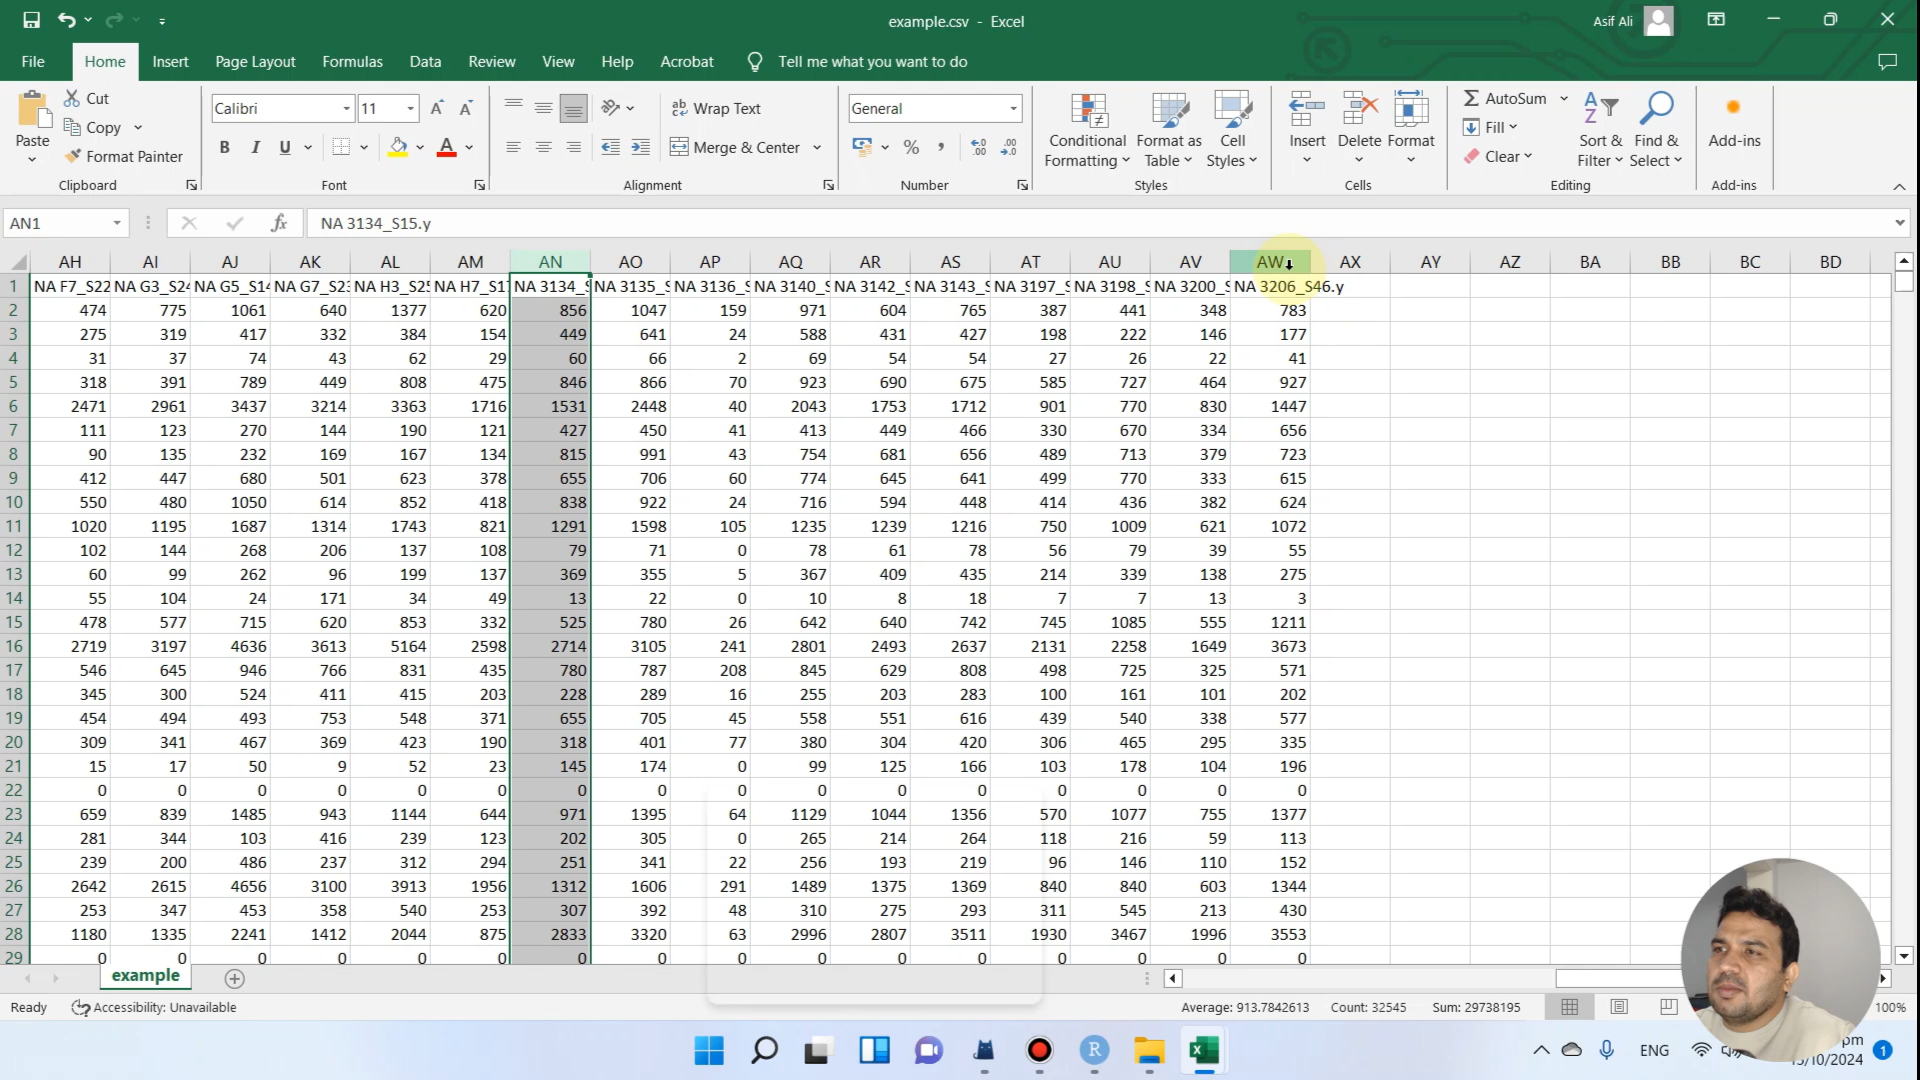 example.csv - Excel
Asif Ali
File Home Insert Page Layout Formulas Data Review View Help Acrobat Tell me what you want to do
Paste
Cut
Copy
Format Painter
Clipboard
Calibri 11
B I U
Font
Wrap Text
Merge & Center
Alignment
General
Number
Conditional Formatting
Format as Table
Cell Styles
Styles
Insert Delete Format
Cells
AutoSum
Fill
Clear
Sort & Filter
Find & Select
Editing
Add-ins
Add-ins
AN1 fx NA 3134_S15.y
AH AI AJ AK AL AM AN AO AP AQ AR AS AT AU AV AW AX AY AZ BA BB BC BD
1 NA F7_S22 NA G3_S24 NA G5_S14 NA G7_S23 NA H3_S25 NA H7_S17 NA 3134_S NA 3135_S NA 3136_S NA 3140_S NA 3142_S NA 3143_S NA 3197_S NA 3198_S NA 3200_S NA 3206_S46.y
2 474 775 1061 640 1377 620 856 1047 159 971 604 765 387 441 348 783
3 275 319 417 332 384 154 449 641 24 588 431 427 198 222 146 177
4 31 37 74 43 62 29 60 66 2 69 54 54 27 26 22 41
5 318 391 789 449 808 475 846 866 70 923 690 675 585 727 464 927
6 2471 2961 3437 3214 3363 1716 1531 2448 40 2043 1753 1712 901 770 830 1447
7 111 123 270 144 190 121 427 450 41 413 449 466 330 670 334 656
8 90 135 232 169 167 134 815 991 43 754 681 656 489 713 379 723
9 412 447 680 501 623 378 655 706 60 774 645 641 499 770 333 615
10 550 480 1050 614 852 418 838 922 24 716 594 448 414 436 382 624
11 1020 1195 1687 1314 1743 821 1291 1598 105 1235 1239 1216 750 1009 621 1072
12 102 144 268 206 137 108 79 71 0 78 61 78 56 79 39 55
13 60 99 262 96 199 137 369 355 5 367 409 435 214 339 138 275
14 55 104 24 171 34 49 13 22 0 10 8 18 7 7 13 3
15 478 577 715 620 853 332 525 780 26 642 640 742 745 1085 555 1211
16 2719 3197 4636 3613 5164 2598 2714 3105 241 2801 2493 2637 2131 2258 1649 3673
17 546 645 946 766 831 435 780 787 208 845 629 808 498 725 325 571
18 345 300 524 411 415 203 228 289 16 255 203 283 100 161 101 202
19 454 494 493 753 548 371 655 705 45 558 551 616 439 540 338 577
20 309 341 467 369 423 190 318 401 77 380 304 420 306 465 295 335
21 15 17 50 9 52 23 145 174 0 99 125 166 103 178 104 196
22 0 0 0 0 0 0 0 0 0 0 0 0 0 0 0 0
23 659 839 1485 943 1144 644 971 1395 64 1129 1044 1356 570 1077 755 1377
24 281 344 103 416 239 123 202 305 0 265 214 264 118 216 59 113
25 239 200 486 237 312 294 251 341 22 256 193 219 96 146 110 152
26 2642 2615 4656 3100 3913 1956 1312 1606 291 1489 1375 1369 840 840 603 1344
27 253 347 453 358 540 253 307 392 48 310 275 293 311 545 213 430
28 1180 1335 2241 1412 2044 875 2833 3320 63 2996 2807 3511 1930 3467 1996 3553
29 0 0 0 0 0 0 0 0 0 0 0 0 0 0 0 0
example
Ready Accessibility: Unavailable Average: 913.7842613 Count: 32545 Sum: 29738195 100%
R
ENG
pm
/10/2024
1